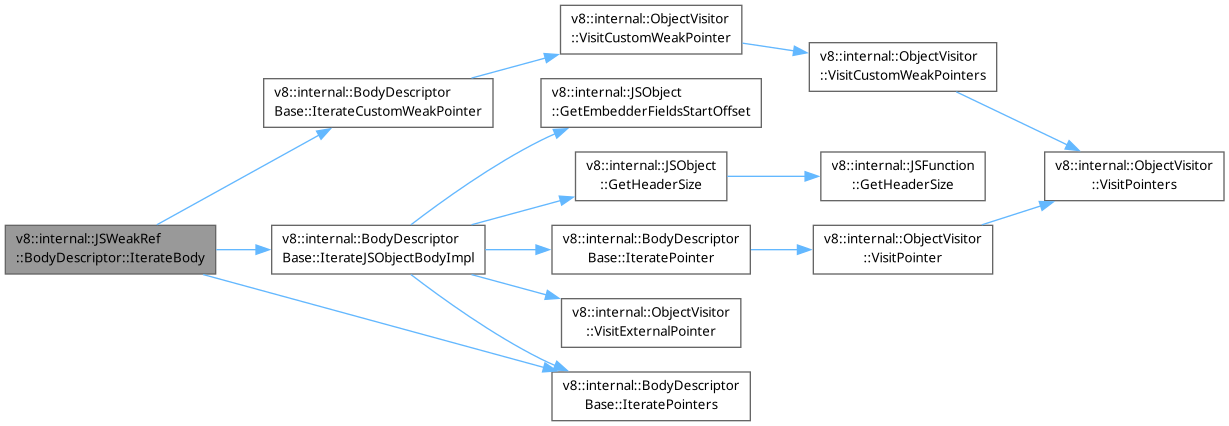 v8::internal::ObjectVisitor
::VisitCustomWeakPointer
v8::internal::ObjectVisitor
::VisitCustomWeakPointers
v8::internal::BodyDescriptor
Base::IterateCustomWeakPointer
v8::internal::JSObject
::GetEmbedderFieldsStartOffset
v8::internal::JSObject
::GetHeaderSize
v8::internal::JSFunction
::GetHeaderSize
v8::internal::ObjectVisitor
::VisitPointers
v8::internal::JSWeakRef
::BodyDescriptor::IterateBody
v8::internal::BodyDescriptor
Base::IterateJSObjectBodyImpl
v8::internal::BodyDescriptor
Base::IteratePointer
v8::internal::ObjectVisitor
::VisitPointer
v8::internal::ObjectVisitor
::VisitExternalPointer
v8::internal::BodyDescriptor
Base::IteratePointers